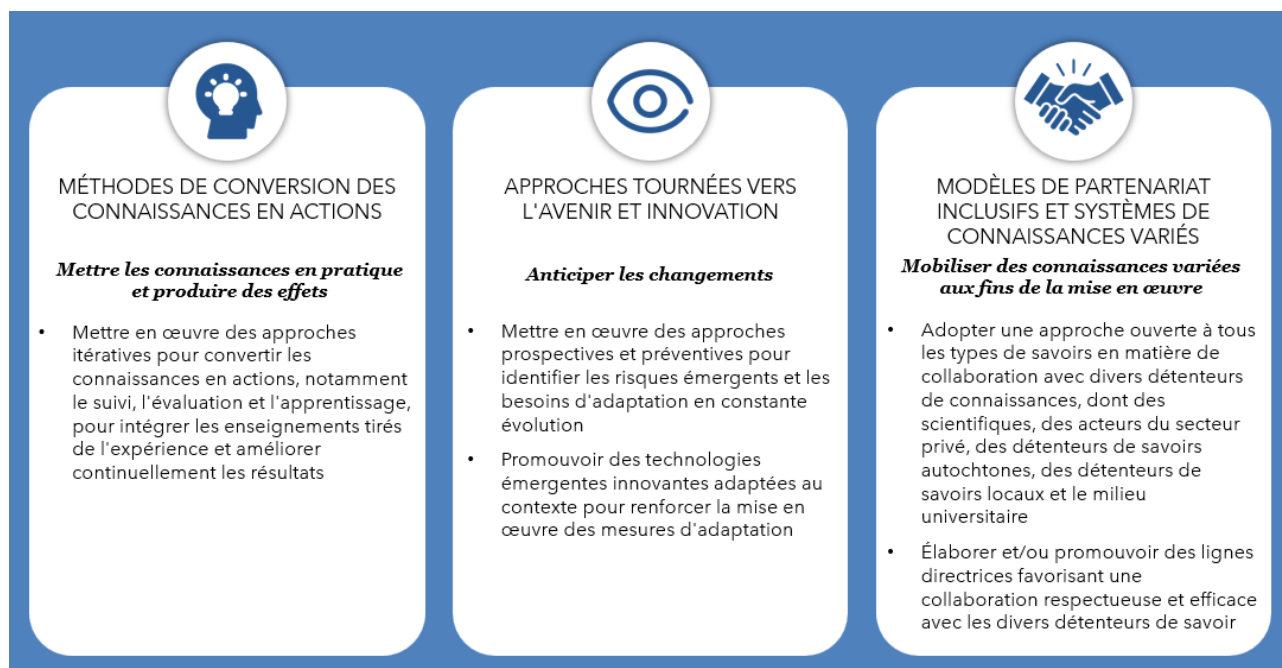 MÉTHODES DE CONVERSION DES
CONNAISSANCES EN ACTIONS
Mettre les connaissances en pratique
et produire des effets
• Mettre en œuvre des approches
itératives pour convertir les
connaissances en actions, notamment
le suivi, l'évaluation et l'apprentissage,
pour intégrer les enseignements tirés
de l'expérience et améliorer
continuellement les résultats
APPROCHES TOURNÉES VERS
L'AVENIR ET INNOVATION
Anticiper les changements
• Mettre en œuvre des approches
prospectives et préventives pour
identifier les risques émergents et les
besoins d'adaptation en constante
évolution
• Promouvoir des technologies
émergentes innovantes adaptées au
contexte pour renforcer la mise en
œuvre des mesures d'adaptation
MODÈLES DE PARTENARIAT
INCLUSIFS ET SYSTÈMES DE
CONNAISSANCES VARIÉS
Mobiliser des connaissances variées
aux fins de la mise en œuvre
• Adopter une approche ouverte à tous
les types de savoirs en matière de
collaboration avec divers détenteurs
de connaissances, dont des
scientifiques, des acteurs du secteur
privé, des détenteurs de savoirs
autochtones, des détenteurs de
savoirs locaux et le milieu
universitaire
• Élaborer et/ou promouvoir des lignes
directrices favorisant une
collaboration respectueuse et efficace
avec les divers détenteurs de savoir